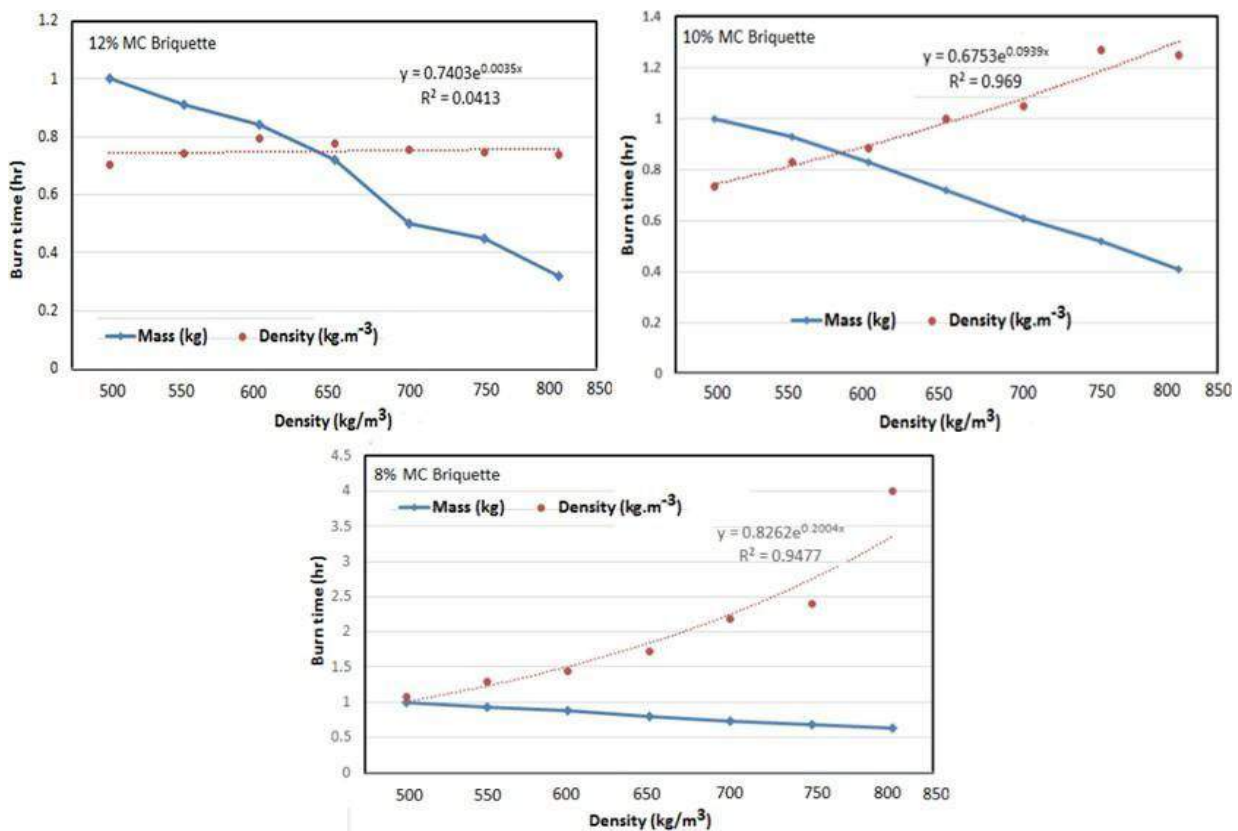 12% MC Briquette
y = 0.7403e^0.0035x
R² = 0.0413
1.2
1
0.8
0.6
0.4
0.2
0
Burn time (hr)
Mass (kg) Density (kg.m⁻³)
500 550 600 650 700 750 800 850
Density (kg/m³)
10% MC Briquette
y = 0.6753e^0.0939x
R² = 0.969
1.4
1.2
1
0.8
0.6
0.4
0.2
0
Burn time (hr)
Mass (kg) Density (kg.m⁻³)
500 550 600 650 700 750 800 850
Density (kg/m³)
8% MC Briquette
Mass (kg) Density (kg.m⁻³)
y = 0.8262e^0.2004x
R² = 0.9477
4.5
4
3.5
3
2.5
2
1.5
1
0.5
0
Burn time (hr)
500 550 600 650 700 750 800 850
Density (kg/m³)